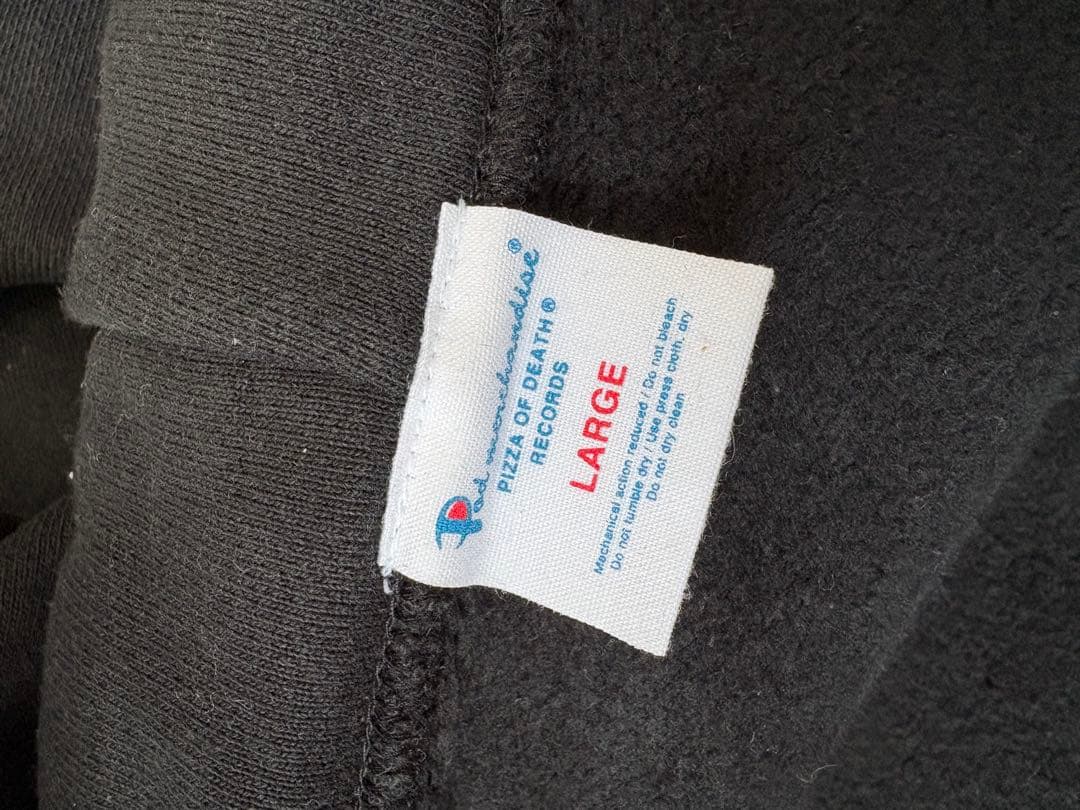 Pod merchandise®
PIZZA OF DEATH®
RECORDS
LARGE
Mechanical action reduced / Do not bleach
Do not tumble dry / Use press cloth. dry
Do not dry clean